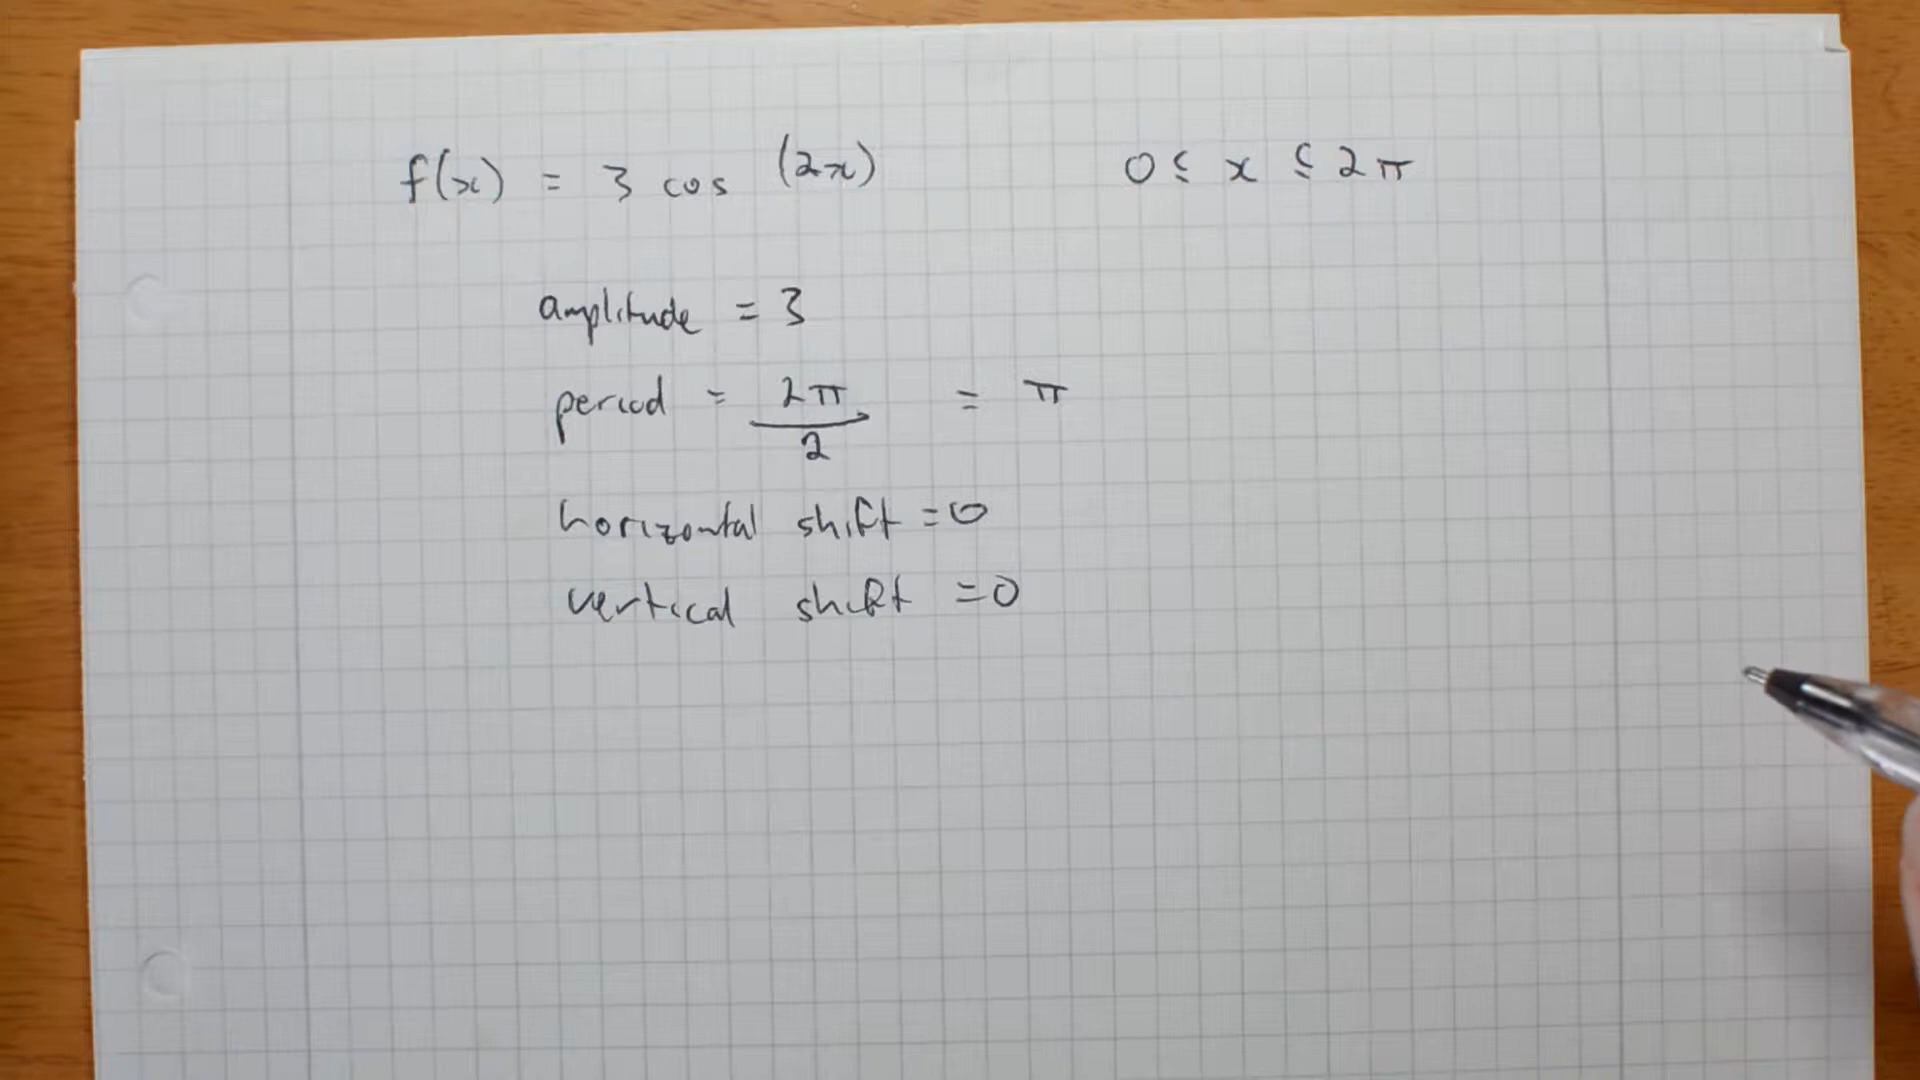 f(x) = 3 cos (2x) 0 ≤ x ≤ 2π
amplitude = 3
period = 2π/2 = π
horizontal shift = 0
vertical shift = 0